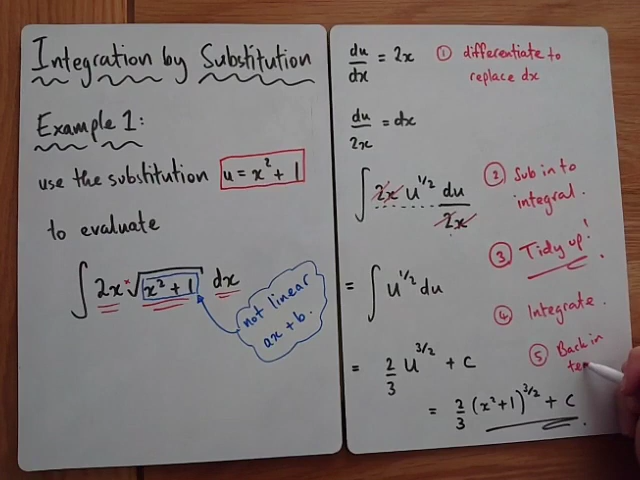 Integration by Substitution
Example 1:
use the substitution u = x² + 1
to evaluate
∫ 2x × √(x² + 1) dx
not linear
ax + b.
du/dx = 2x
① differentiate to
replace dx
du/2x = dx
∫ 2x u^1/2 du/2x
② Sub in to
integral.
③ Tidy up!
= ∫ u^1/2 du
④ Integrate.
= 2/3 u^3/2 + c
⑤ Back in
= 2/3 (x²+1)^3/2 + c